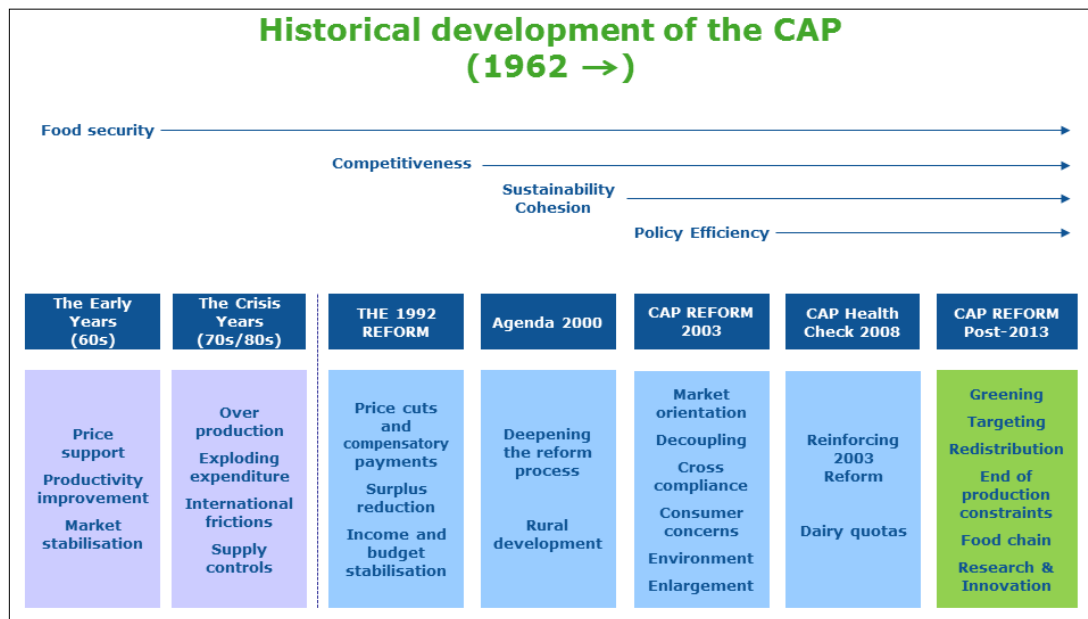 Historical development of the CAP
(1962 →)
Food security
Competitiveness
Sustainability
Cohesion
Policy Efficiency
The Early
Years
(60s)
The Crisis
Years
(70s/80s)
THE 1992
REFORM
Agenda 2000
CAP REFORM
2003
CAP Health
Check 2008
CAP REFORM
Post-2013
Price
support
Productivity
improvement
Market
stabilisation
Over
production
Exploding
expenditure
International
frictions
Supply
controls
Price cuts
and
compensatory
payments
Surplus
reduction
Income and
budget
stabilisation
Deepening
the reform
process
Rural
development
Market
orientation
Decoupling
Cross
compliance
Consumer
concerns
Environment
Enlargement
Reinforcing
2003
Reform
Dairy quotas
Greening
Targeting
Redistribution
End of
production
constraints
Food chain
Research &
Innovation